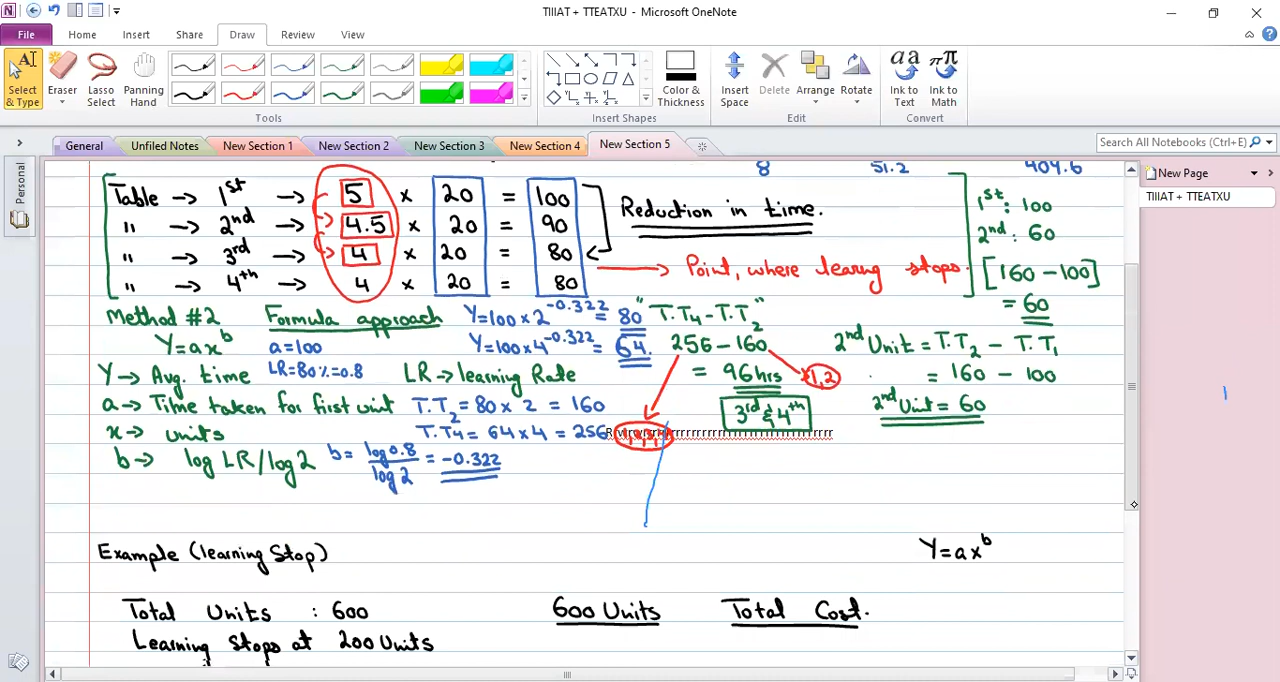 TIIIAT + TTEATXU - Microsoft OneNote
File Home Insert Share Draw Review View
Select & Type
Eraser
Lasso Select
Panning Hand
Color & Thickness
Insert Space
Delete
Arrange
Rotate
Ink to Text
Ink to Math
Tools
Insert Shapes
Edit
Convert
General Unfiled Notes New Section 1 New Section 2 New Section 3 New Section 4 New Section 5
Search All Notebooks (Ctrl+E)
Personal
New Page
TIIIAT + TTEATXU
8 51.2 409.6
Table → 1st → 5 × 20 = 100
" → 2nd → 4.5 × 20 = 90
" → 3rd → 4 × 20 = 80
" → 4th → 4 × 20 = 80
Reduction in time.
→ Point, where learing stops.
1st : 100
2nd : 60
[160 - 100]
= 60
Method #2 Formula approach
Y=ax^b
a=100
Y → Avg. time LR=80%=0.8 LR → learning Rate
a → Time taken for first unit
x → units
b → log LR/log2
Y=100×2^-0.322 = 80
Y=100×4^-0.322 = 64.
T.T2 = 80 × 2 = 160
T.T4 = 64 × 4 = 256
b = log0.8 / log2 = -0.322
"T.T4 - T.T2"
256 - 160
= 96hrs
1,2
3rd & 4th
2nd Unit = T.T2 - T.T1
= 160 - 100
2nd Unit = 60
Example (learning Stop)
Y=ax^b
Total Units : 600
600 Units
Total Cost.
Learning Stops at 200 Units